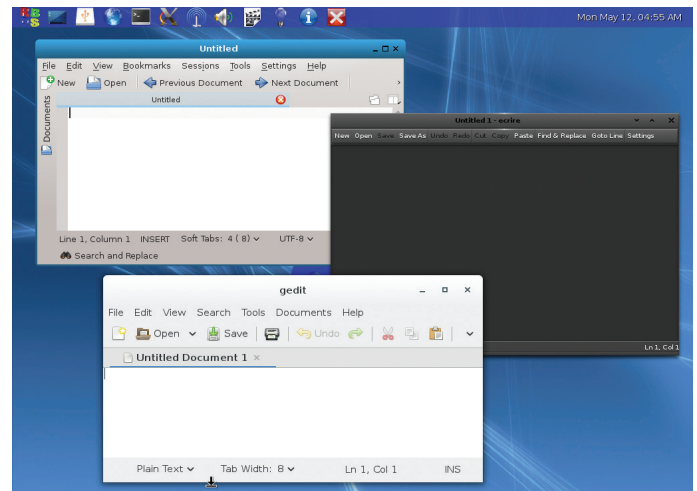 Mon May 12, 04:55 AM
Untitled
File Edit View Bookmarks Sessions Tools Settings Help
New Open Previous Document Next Document
Untitled
Documents
Line 1, Column 1 INSERT Soft Tabs: 4 ( 8) UTF-8
Search and Replace
Untitled 1 - ecrire
New Open Save Save As Undo Redo Cut Copy Paste Find & Replace Goto Line Settings
Ln 1, Col 1
gedit
File Edit View Search Tools Documents Help
Open Save Undo
Untitled Document 1
Plain Text Tab Width: 8 Ln 1, Col 1 INS